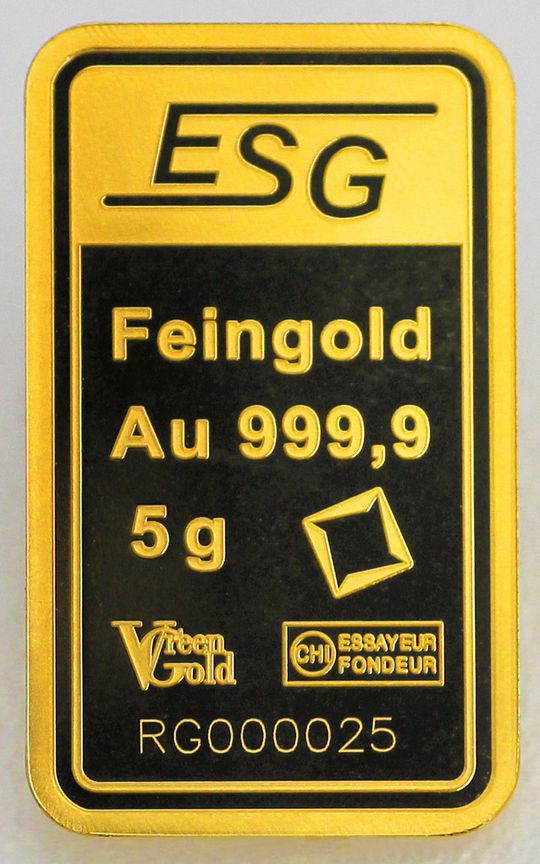 ESG
Feingold
Au 999,9
5 g
Green Gold
CHI ESSAYEUR
FONDEUR
RG000025